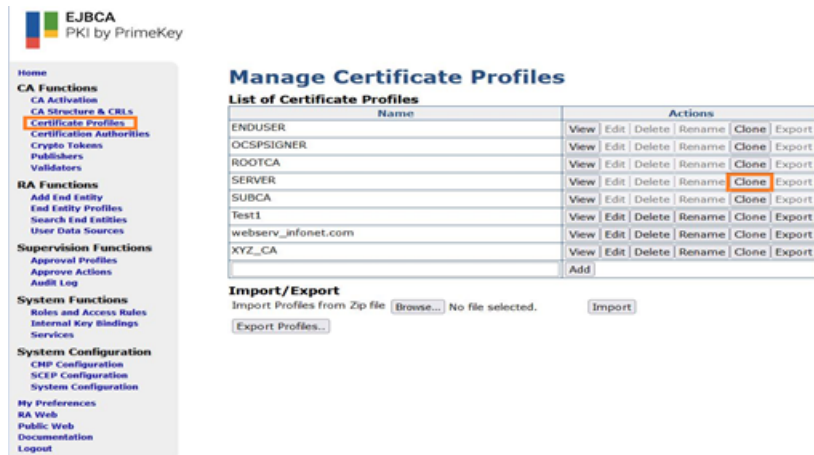 EJBCA
PKI by PrimeKey
Home
CA Functions
CA Activation
CA Structure & CRLs
Certificate Profiles
Certification Authorities
Crypto Tokens
Publishers
Validators
RA Functions
Add End Entity
End Entity Profiles
Search End Entities
User Data Sources
Supervision Functions
Approval Profiles
Approve Actions
Audit Log
System Functions
Roles and Access Rules
Internal Key Bindings
Services
System Configuration
CMP Configuration
SCEP Configuration
System Configuration
My Preferences
RA Web
Public Web
Documentation
Logout
Manage Certificate Profiles
List of Certificate Profiles
Name Actions
ENDUSER View Edit Delete Rename Clone Export
OCSPSIGNER View Edit Delete Rename Clone Export
ROOTCA View Edit Delete Rename Clone Export
SERVER View Edit Delete Rename Clone Export
SUBCA View Edit Delete Rename Clone Export
Test1 View Edit Delete Rename Clone Export
webserv_infonet.com View Edit Delete Rename Clone Export
XYZ_CA View Edit Delete Rename Clone Export
Add
Import/Export
Import Profiles from Zip file Browse... No file selected. Import
Export Profiles..